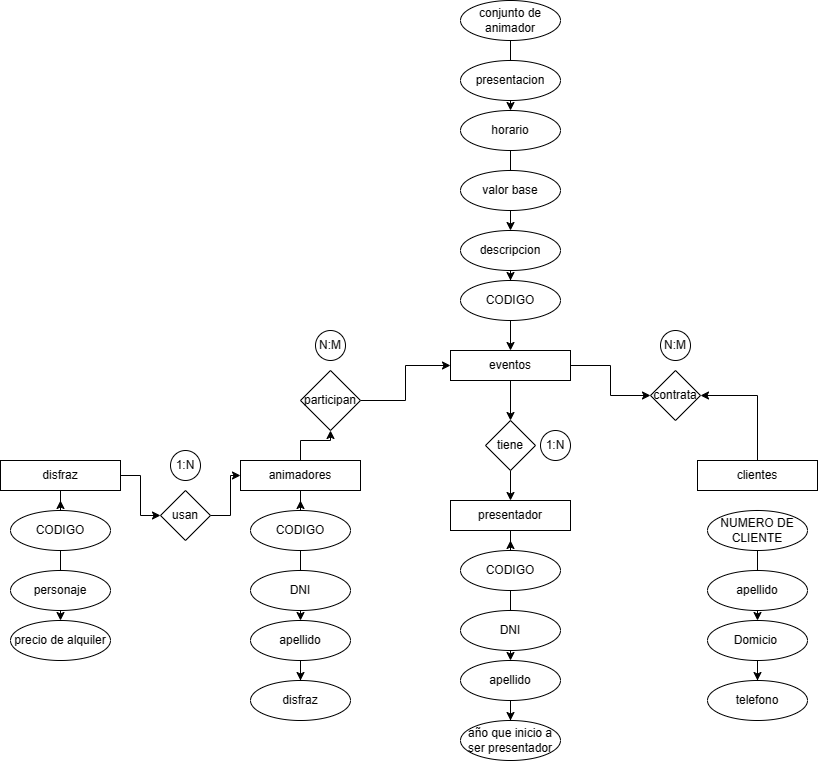 conjunto de
animador
presentacion
horario
valor base
descripcion
CODIGO
N:M
N:M
eventos
participan
contrata
tiene
1:N
1:N
disfraz
animadores
clientes
usan
presentador
CODIGO
CODIGO
NUMERO DE
CLIENTE
CODIGO
personaje
DNI
apellido
DNI
precio de alquiler
apellido
Domicio
apellido
disfraz
telefono
año que inicio a
ser presentador